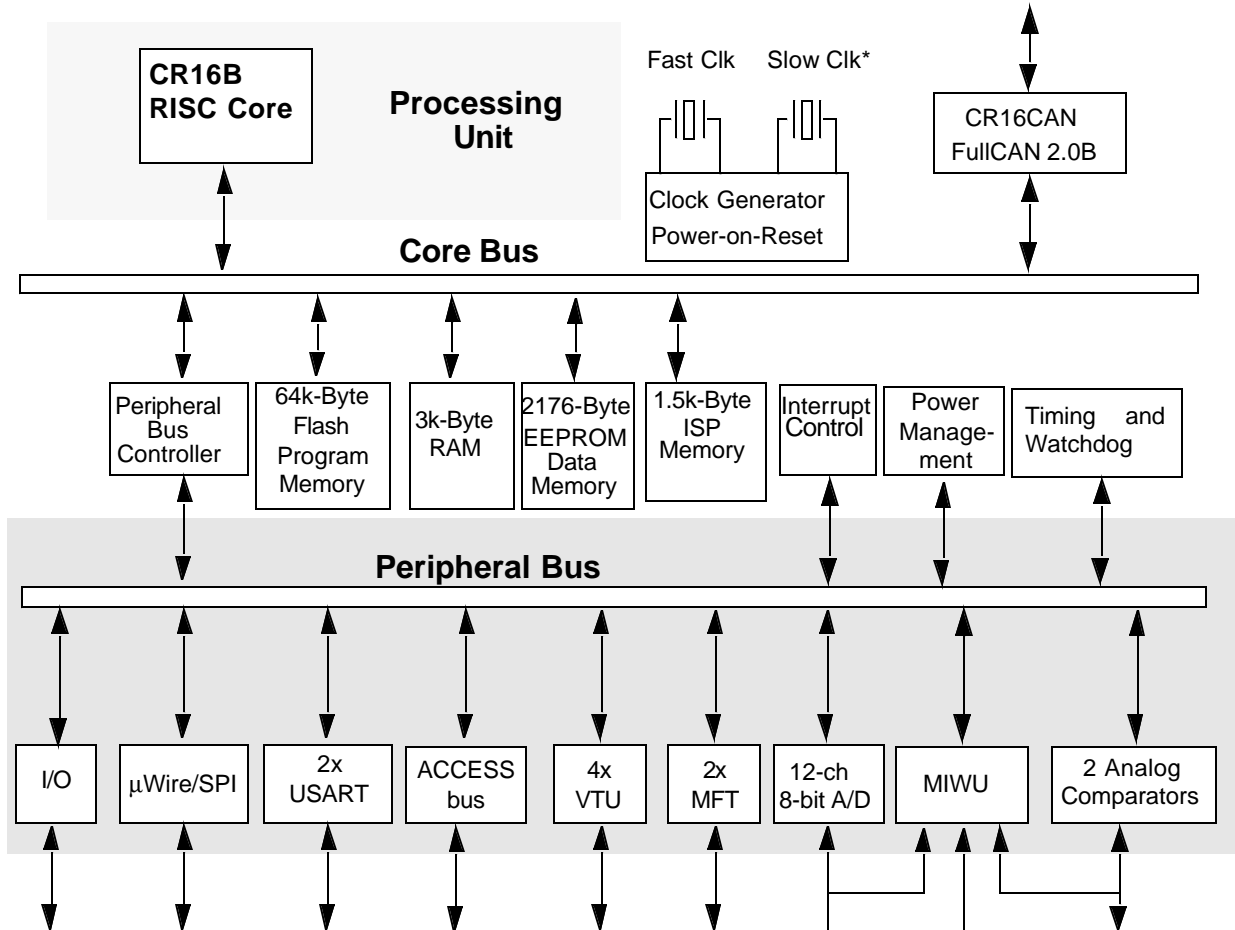 CR16B
RISC Core
Processing
Unit
Fast Clk
Slow Clk*
CR16CAN
FullCAN 2.0B
Clock Generator
Power-on-Reset
Core Bus
Peripheral
Bus
Controller
64k-Byte
Flash
Program
Memory
3k-Byte
RAM
2176-Byte
EEPROM
Data
Memory
1.5k-Byte
ISP
Memory
Interrupt
Control
Power
Manage-
ment
Timing and
Watchdog
Peripheral Bus
I/O
µWire/SPI
2x
USART
ACCESS
bus
4x
VTU
2x
MFT
12-ch
8-bit A/D
MIWU
2 Analog
Comparators